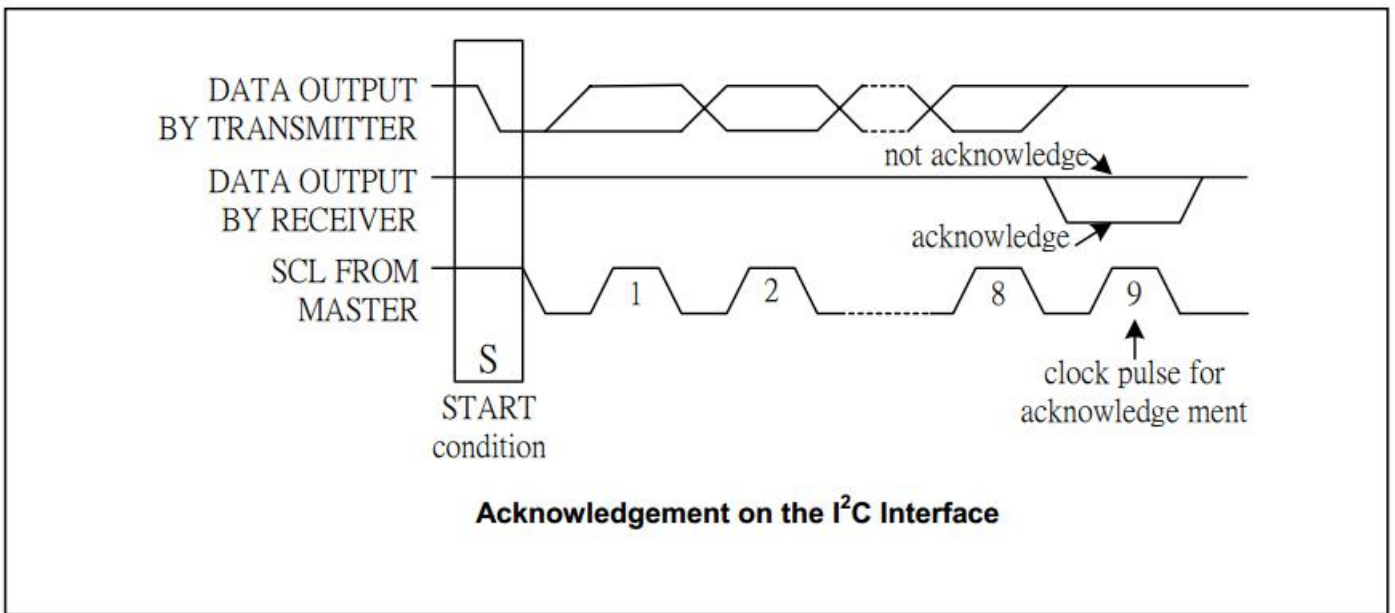 DATA OUTPUT
BY TRANSMITTER
not acknowledge
DATA OUTPUT
BY RECEIVER
acknowledge
SCL FROM
MASTER
1
2
8
9
S
START
condition
clock pulse for
acknowledge ment
Acknowledgement on the I²C Interface